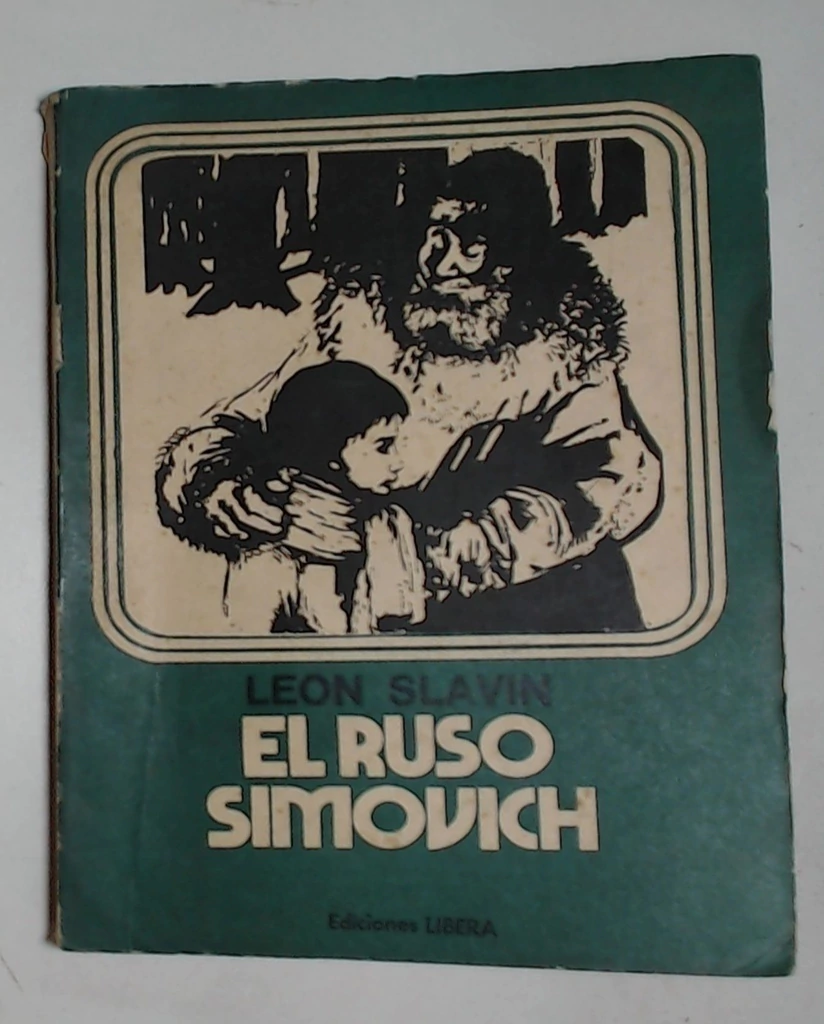 LEON SLAVIN
EL RUSO
SIMOVICH
Ediciones LIBERA